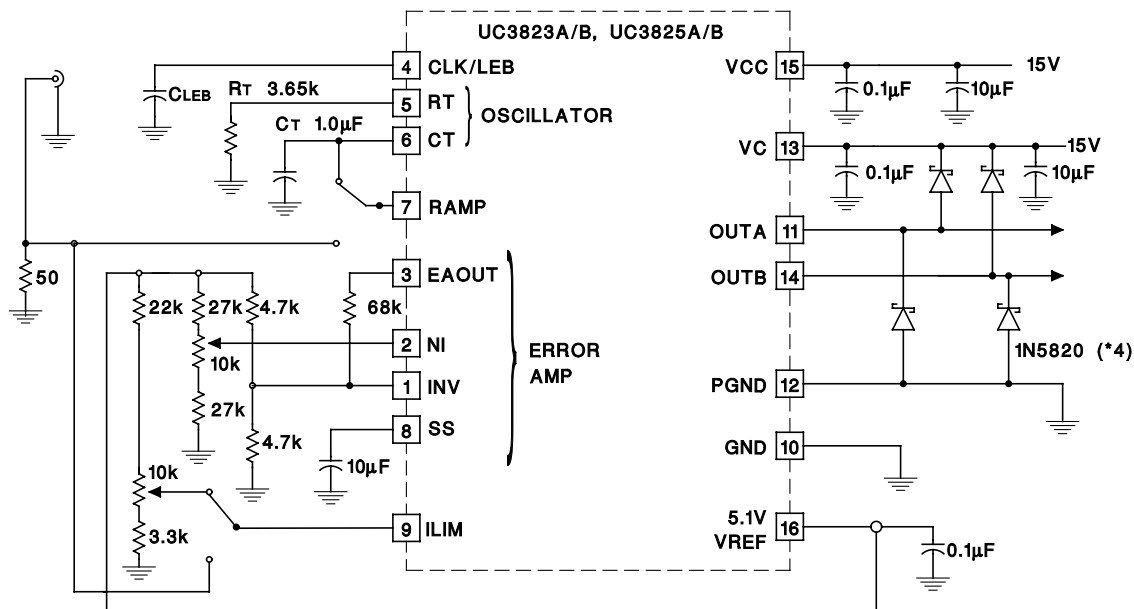 UC3823A/B, UC3825A/B
4 CLK/LEB
CLEB
RT 3.65k
5 RT
OSCILLATOR
CT 1.0µF
6 CT
7 RAMP
50
3 EAOUT
22k
27k
4.7k
68k
2 NI
10k
ERROR
AMP
1 INV
27k
8 SS
4.7k
10µF
10k
3.3k
9 ILIM
VCC 15
15V
0.1µF
10µF
VC 13
15V
0.1µF
10µF
OUTA 11
OUTB 14
1N5820 (*4)
PGND 12
GND 10
5.1V
VREF 16
0.1µF